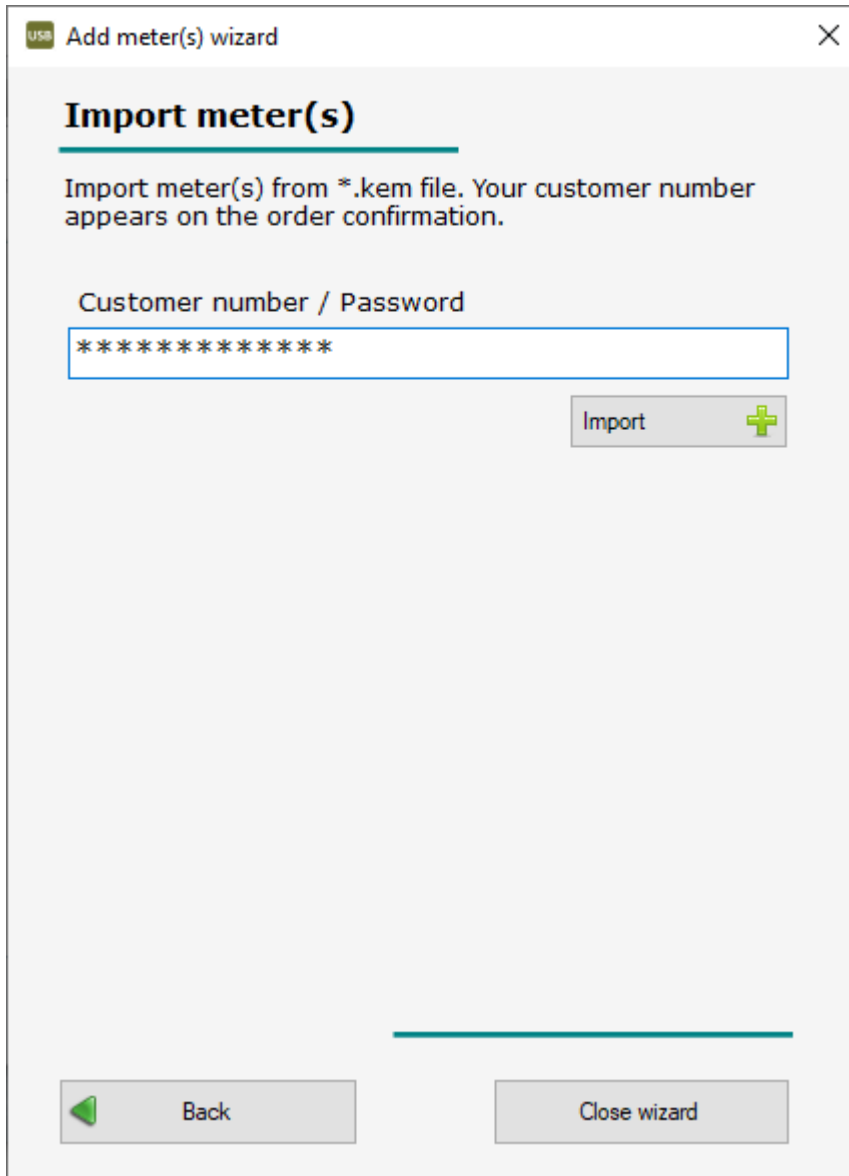 USB Add meter(s) wizard
Import meter(s)
Import meter(s) from *.kem file. Your customer number
appears on the order confirmation.
Customer number / Password
*************
Import
Back
Close wizard